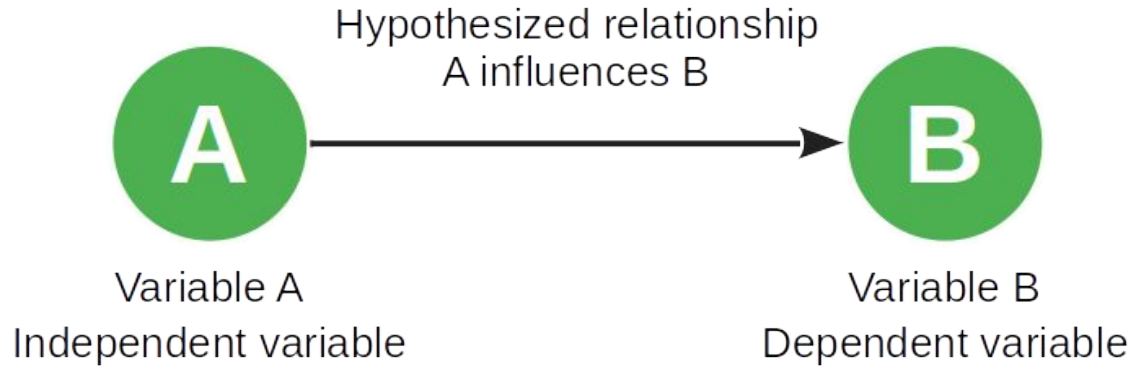 Hypothesized relationship
A influences B
A
B
Variable A
Independent variable
Variable B
Dependent variable